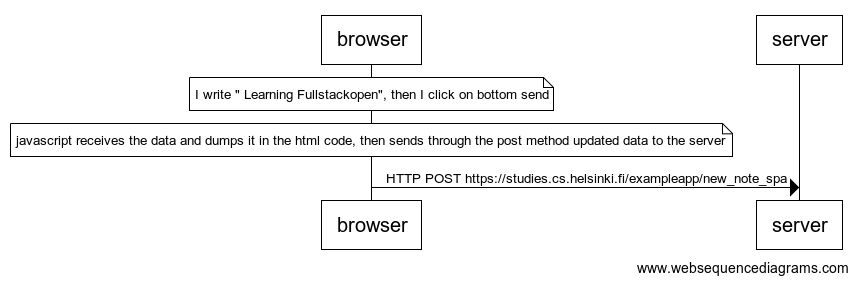 browser
server
I write " Learning Fullstackopen", then I click on bottom send
javascript receives the data and dumps it in the html code, then sends through the post method updated data to the server
HTTP POST https://studies.cs.helsinki.fi/exampleapp/new_note_spa
browser
server
www.websequencediagrams.com